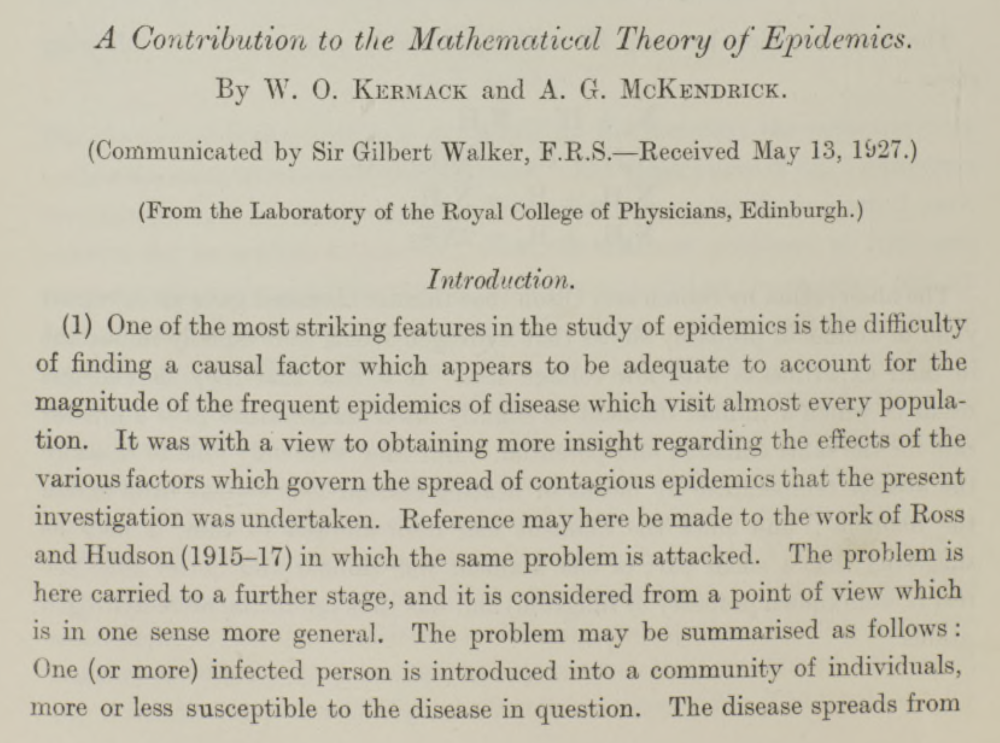 A Contribution to the Mathematical Theory of Epidemics.
By W. O. KERMACK and A. G. MCKENDRICK.
(Communicated by Sir Gilbert Walker, F.R.S.—Received May 13, 1927.)
(From the Laboratory of the Royal College of Physicians, Edinburgh.)
Introduction.
(1) One of the most striking features in the study of epidemics is the difficulty
of finding a causal factor which appears to be adequate to account for the
magnitude of the frequent epidemics of disease which visit almost every popula-
tion. It was with a view to obtaining more insight regarding the effects of the
various factors which govern the spread of contagious epidemics that the present
investigation was undertaken. Reference may here be made to the work of Ross
and Hudson (1915–17) in which the same problem is attacked. The problem is
here carried to a further stage, and it is considered from a point of view which
is in one sense more general. The problem may be summarised as follows :
One (or more) infected person is introduced into a community of individuals,
more or less susceptible to the disease in question. The disease spreads from